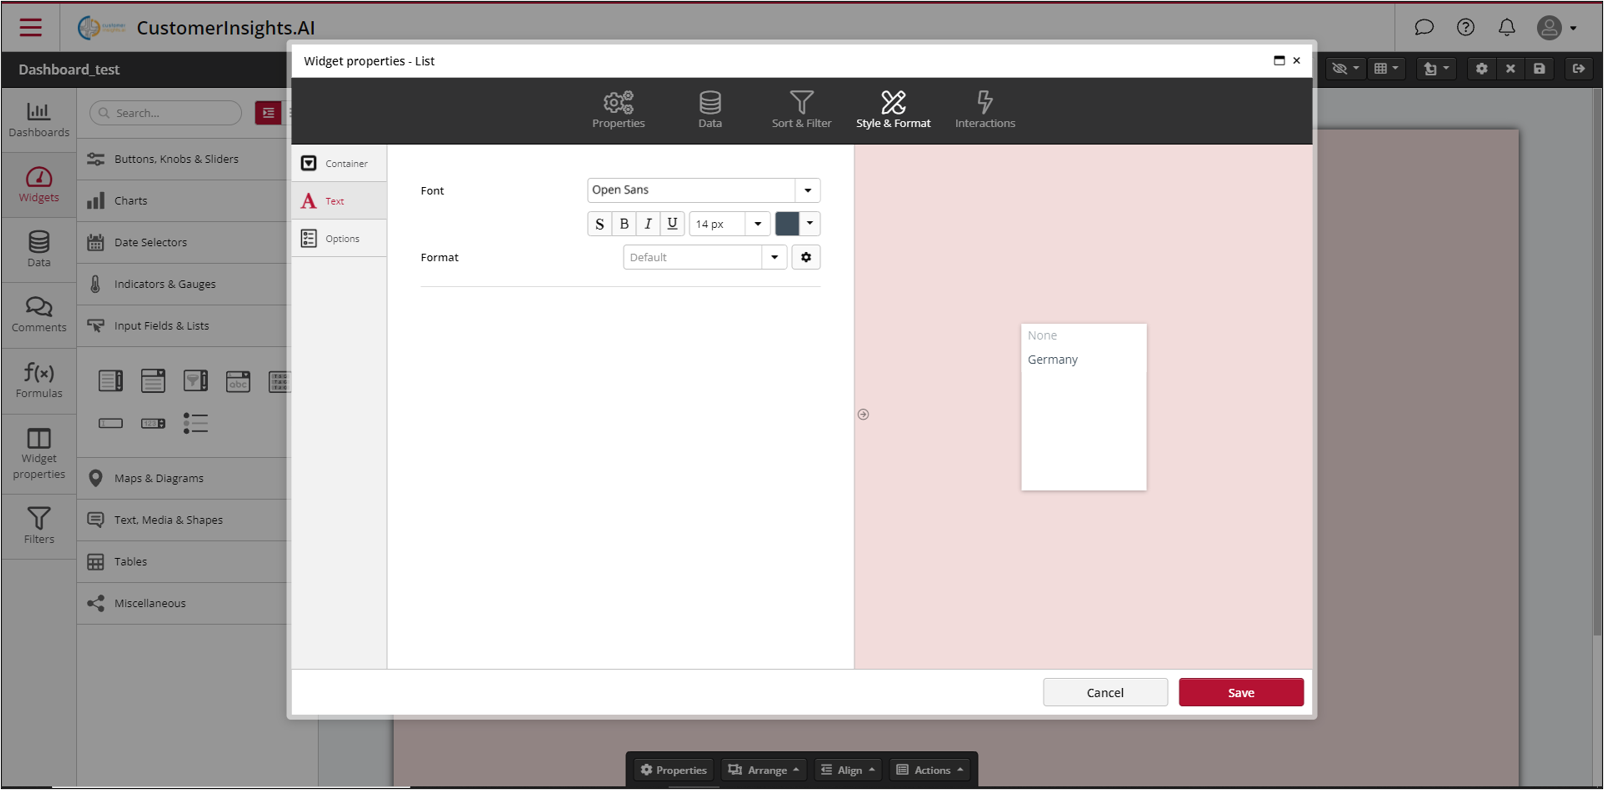 CustomerInsights.AI
Widget properties - List
Dashboard_test
Properties
Data
Sort & Filter
Style & Format
Interactions
Dashboards
Search...
Widgets
Data
Comments
Formulas
Widget
properties
Filters
Buttons, Knobs & Sliders
Charts
Date Selectors
Indicators & Gauges
Input Fields & Lists
abc
Maps & Diagrams
Text, Media & Shapes
Tables
Miscellaneous
Container
Text
Options
Font
Open Sans
S B I U 14 px
Format
Default
None
Germany
Cancel
Save
Properties
Arrange
Align
Actions